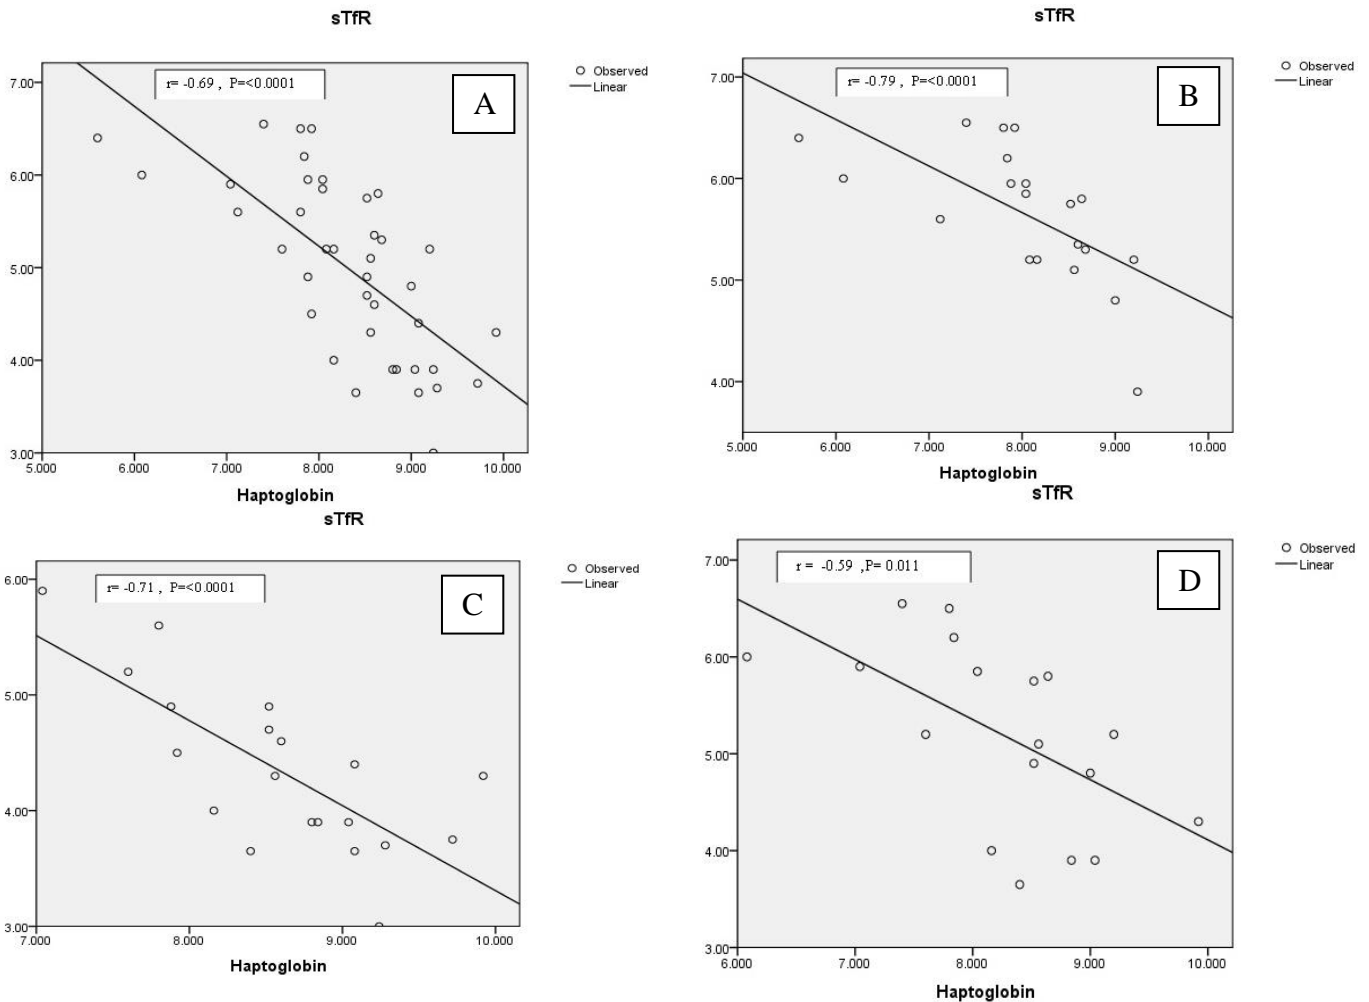 sTfR
r= -0.69 , P=<0.0001
A
Observed
Linear
7.00
6.00
5.00
4.00
3.00
5.000 6.000 7.000 8.000 9.000 10.000
Haptoglobin
sTfR
r= -0.79 , P=<0.0001
B
Observed
Linear
7.00
6.00
5.00
4.00
5.000 6.000 7.000 8.000 9.000 10.000
Haptoglobin
sTfR
r= -0.71 , P=<0.0001
C
Observed
Linear
6.00
5.00
4.00
3.00
7.000 8.000 9.000 10.000
Haptoglobin
sTfR
r = -0.59 ,P= 0.011
D
Observed
Linear
7.00
6.00
5.00
4.00
3.00
6.000 7.000 8.000 9.000 10.000
Haptoglobin